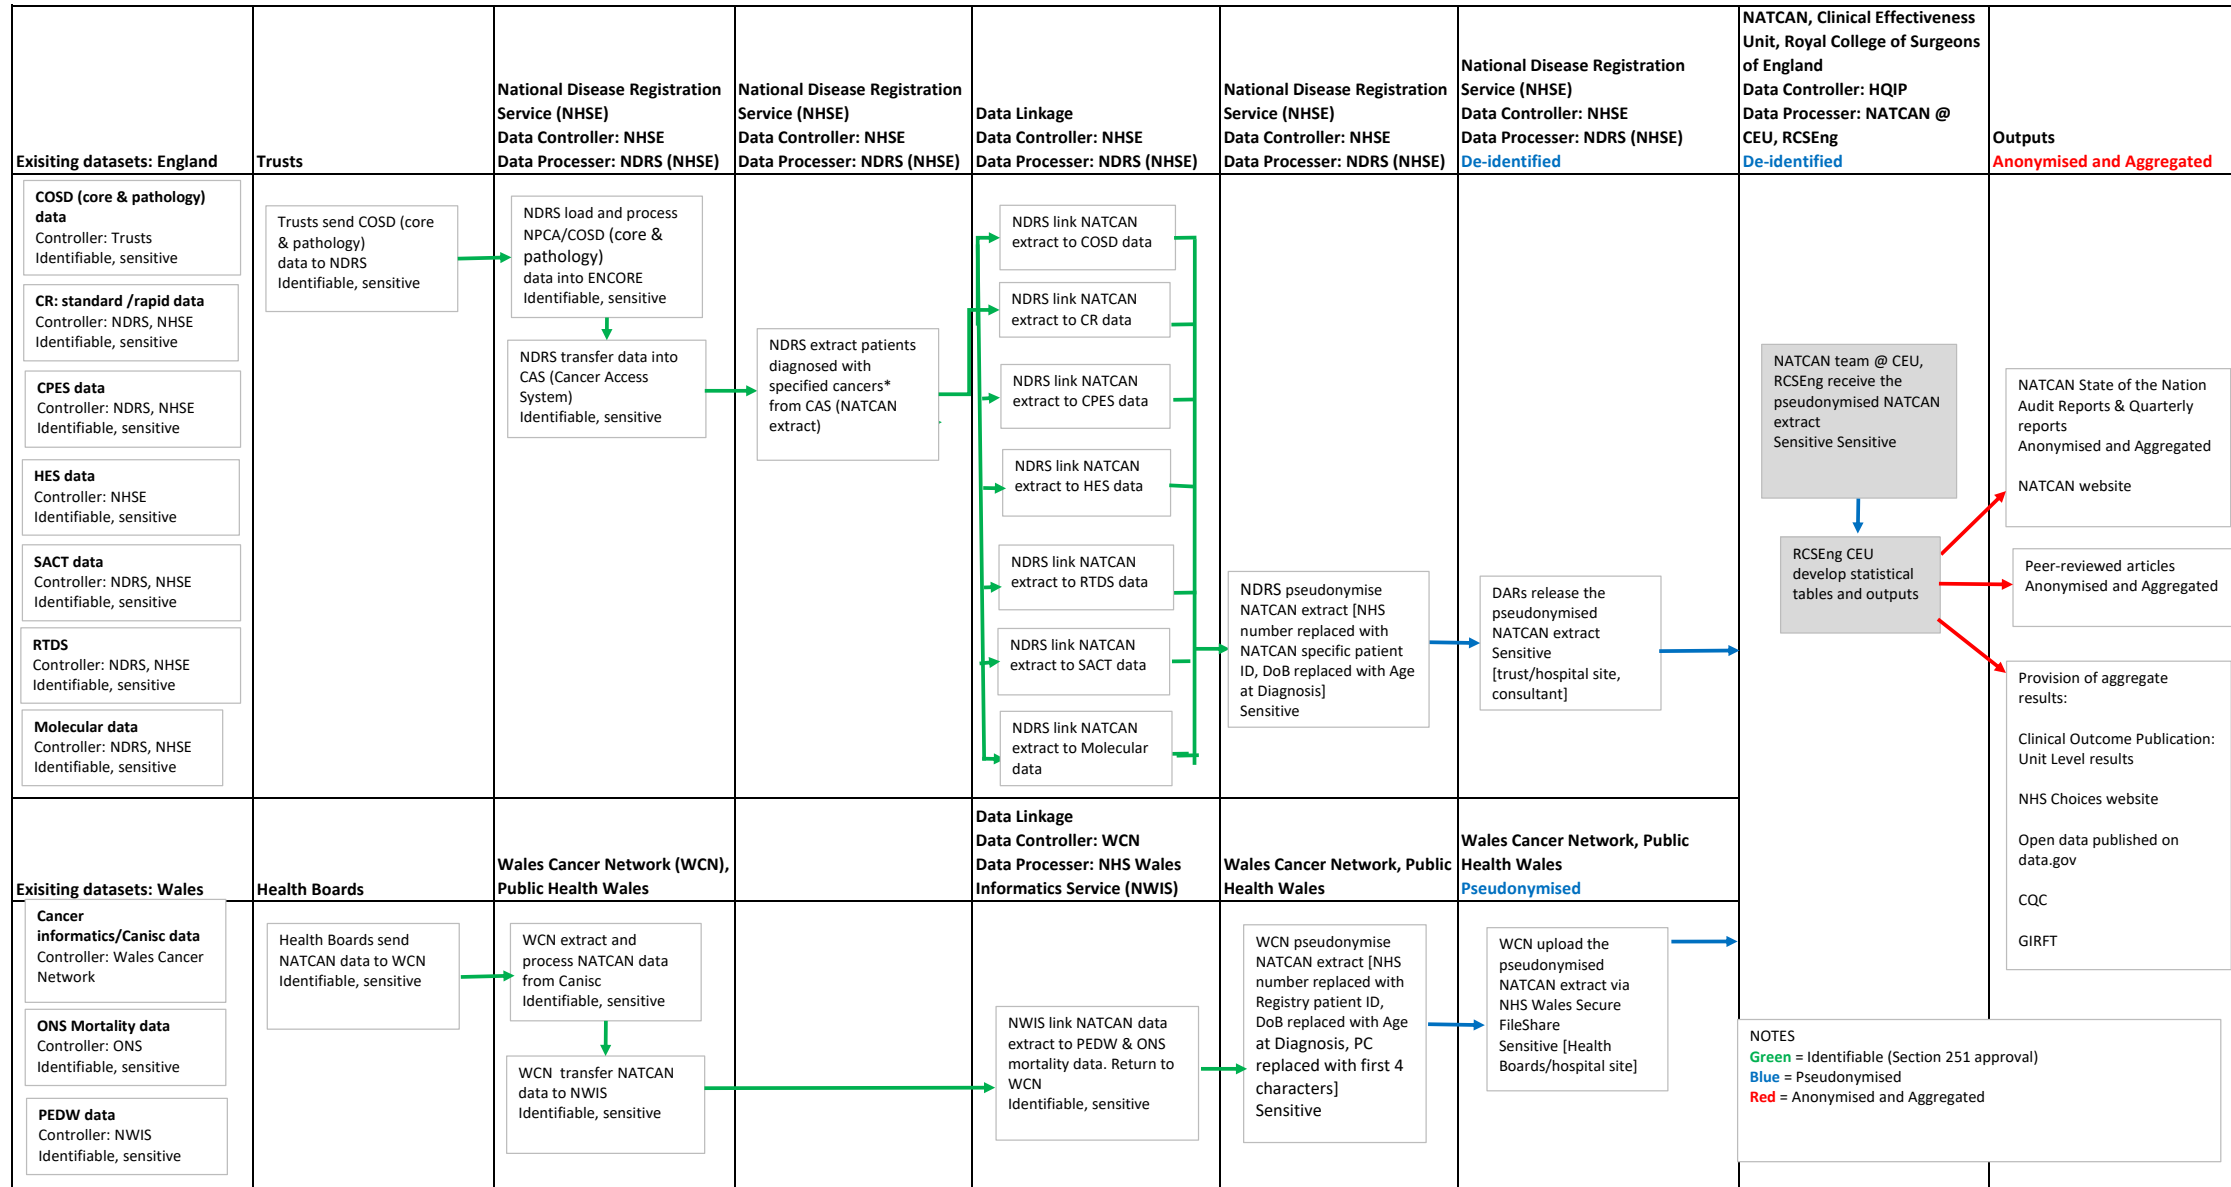 Exisiting datasets: England
Trusts
National Disease Registration
Service (NHSE)
Data Controller: NHSE
Data Processer: NDRS (NHSE)
National Disease Registration
Service (NHSE)
Data Controller: NHSE
Data Processer: NDRS (NHSE)
Data Linkage
Data Controller: NHSE
Data Processer: NDRS (NHSE)
National Disease Registration
Service (NHSE)
Data Controller: NHSE
Data Processer: NDRS (NHSE)
National Disease Registration
Service (NHSE)
Data Controller: NHSE
Data Processer: NDRS (NHSE)
De-identified
NATCAN, Clinical Effectiveness
Unit, Royal College of Surgeons
of England
Data Controller: HQIP
Data Processer: NATCAN @
CEU, RCSEng
De-identified
Outputs
Anonymised and Aggregated
COSD (core & pathology)
data
Controller: Trusts
Identifiable, sensitive
CR: standard /rapid data
Controller: NDRS, NHSE
Identifiable, sensitive
CPES data
Controller: NDRS, NHSE
Identifiable, sensitive
HES data
Controller: NHSE
Identifiable, sensitive
SACT data
Controller: NDRS, NHSE
Identifiable, sensitive
RTDS
Controller: NDRS, NHSE
Identifiable, sensitive
Molecular data
Controller: NDRS, NHSE
Identifiable, sensitive
Trusts send COSD (core
& pathology)
data to NDRS
Identifiable, sensitive
NDRS load and process
NPCA/COSD (core &
pathology)
data into ENCORE
Identifiable, sensitive
NDRS transfer data into
CAS (Cancer Access
System)
Identifiable, sensitive
NDRS extract patients
diagnosed with
specified cancers*
from CAS (NATCAN
extract)
NDRS link NATCAN
extract to COSD data
NDRS link NATCAN
extract to CR data
NDRS link NATCAN
extract to CPES data
NDRS link NATCAN
extract to HES data
NDRS link NATCAN
extract to RTDS data
NDRS link NATCAN
extract to SACT data
NDRS link NATCAN
extract to Molecular
data
NDRS pseudonymise
NATCAN extract [NHS
number replaced with
NATCAN specific patient
ID, DoB replaced with Age
at Diagnosis]
Sensitive
DARs release the
pseudonymised
NATCAN extract
Sensitive
[trust/hospital site,
consultant]
NATCAN team @ CEU,
RCSEng receive the
pseudonymised NATCAN
extract
Sensitive Sensitive
RCSEng CEU
develop statistical
tables and outputs
NATCAN State of the Nation
Audit Reports & Quarterly
reports
Anonymised and Aggregated
NATCAN website
Peer-reviewed articles
Anonymised and Aggregated
Provision of aggregate
results:
Clinical Outcome Publication:
Unit Level results
NHS Choices website
Open data published on
data.gov
CQC
GIRFT
Exisiting datasets: Wales
Health Boards
Wales Cancer Network (WCN),
Public Health Wales
Data Linkage
Data Controller: WCN
Data Processer: NHS Wales
Informatics Service (NWIS)
Wales Cancer Network, Public
Health Wales
Wales Cancer Network, Public
Health Wales
Pseudonymised
Cancer
informatics/Canisc data
Controller: Wales Cancer
Network
ONS Mortality data
Controller: ONS
Identifiable, sensitive
PEDW data
Controller: NWIS
Identifiable, sensitive
Health Boards send
NATCAN data to WCN
Identifiable, sensitive
WCN extract and
process NATCAN data
from Canisc
Identifiable, sensitive
WCN transfer NATCAN
data to NWIS
Identifiable, sensitive
NWIS link NATCAN data
extract to PEDW & ONS
mortality data. Return to
WCN
Identifiable, sensitive
WCN pseudonymise
NATCAN extract [NHS
number replaced with
Registry patient ID,
DoB replaced with Age
at Diagnosis, PC
replaced with first 4
characters]
Sensitive
WCN upload the
pseudonymised
NATCAN extract via
NHS Wales Secure
FileShare
Sensitive [Health
Boards/hospital site]
NOTES
Green = Identifiable (Section 251 approval)
Blue = Pseudonymised
Red = Anonymised and Aggregated